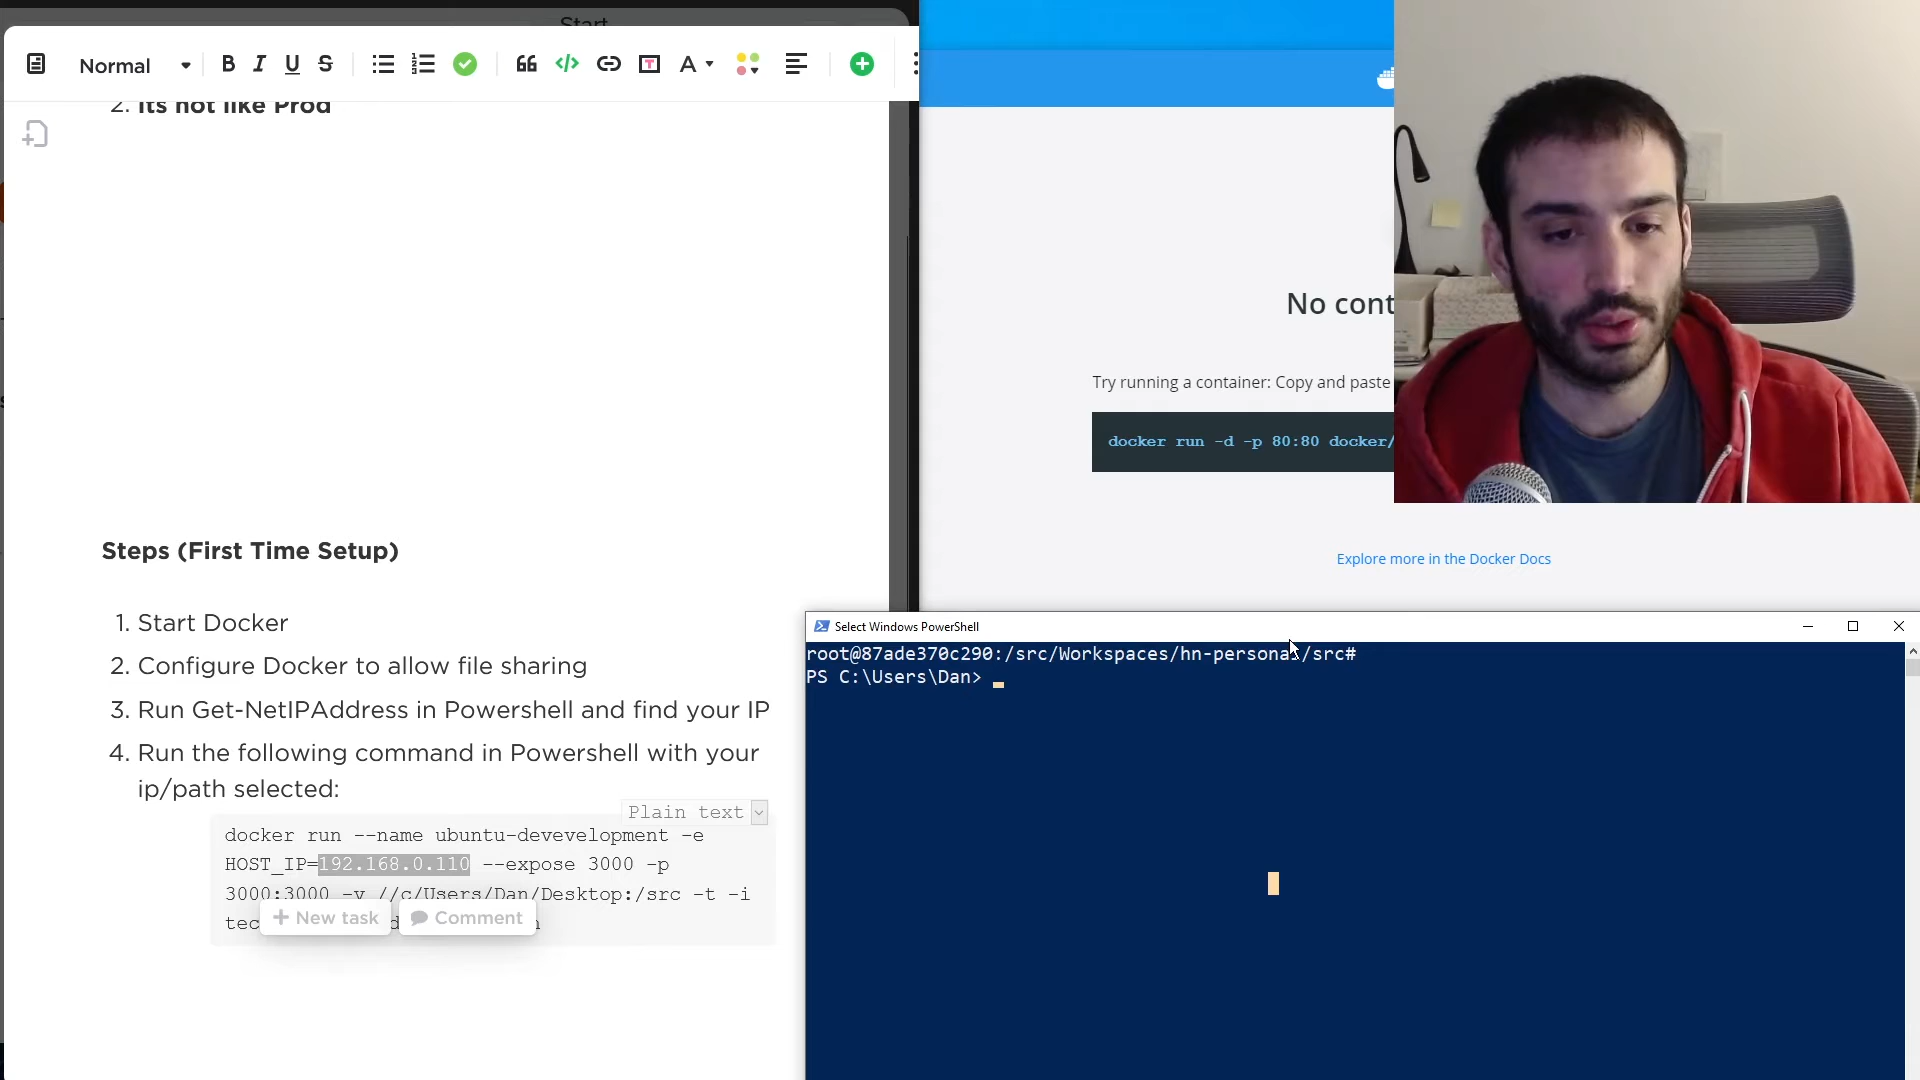 Start
Normal
B I U S
2. Its not like Prod
Steps (First Time Setup)
1. Start Docker
2. Configure Docker to allow file sharing
3. Run Get-NetIPAddress in Powershell and find your IP
4. Run the following command in Powershell with your
ip/path selected:
Plain text
docker run --name ubuntu-devevelopment -e
HOST_IP=192.168.0.110 --expose 3000 -p
3000:3000 -v //c/Users/Dan/Desktop:/src -t -i
New task
Comment
No cont
Try running a container: Copy and paste
docker run -d -p 80:80 docker/
Explore more in the Docker Docs
Select Windows PowerShell
root@87ade370c290:/src/Workspaces/hn-personal/src#
PS C:\Users\Dan>